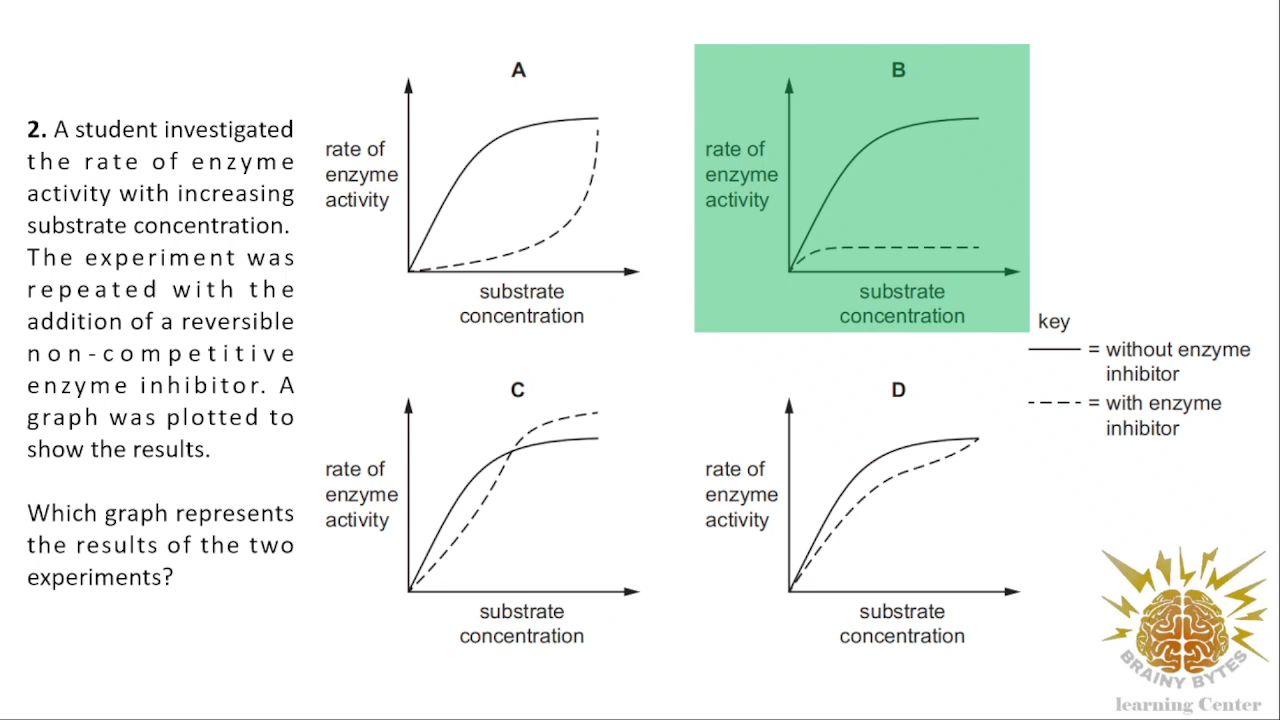 2. A student investigated
the rate of enzyme
activity with increasing
substrate concentration.
The experiment was
repeated with the
addition of a reversible
non-competitive
enzyme inhibitor. A
graph was plotted to
show the results.
Which graph represents
the results of the two
experiments?
A
rate of
enzyme
activity
substrate
concentration
B
rate of
enzyme
activity
substrate
concentration
C
rate of
enzyme
activity
substrate
concentration
D
rate of
enzyme
activity
substrate
concentration
key
= without enzyme
inhibitor
= with enzyme
inhibitor
BRAINY BYTES
learning Center